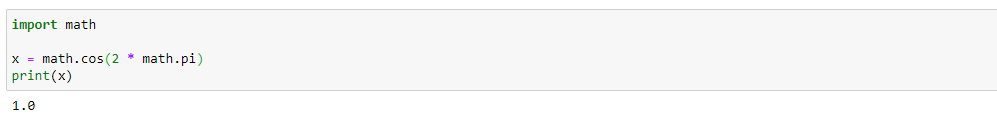 import math
x = math.cos(2 * math.pi)
print(x)
1.0